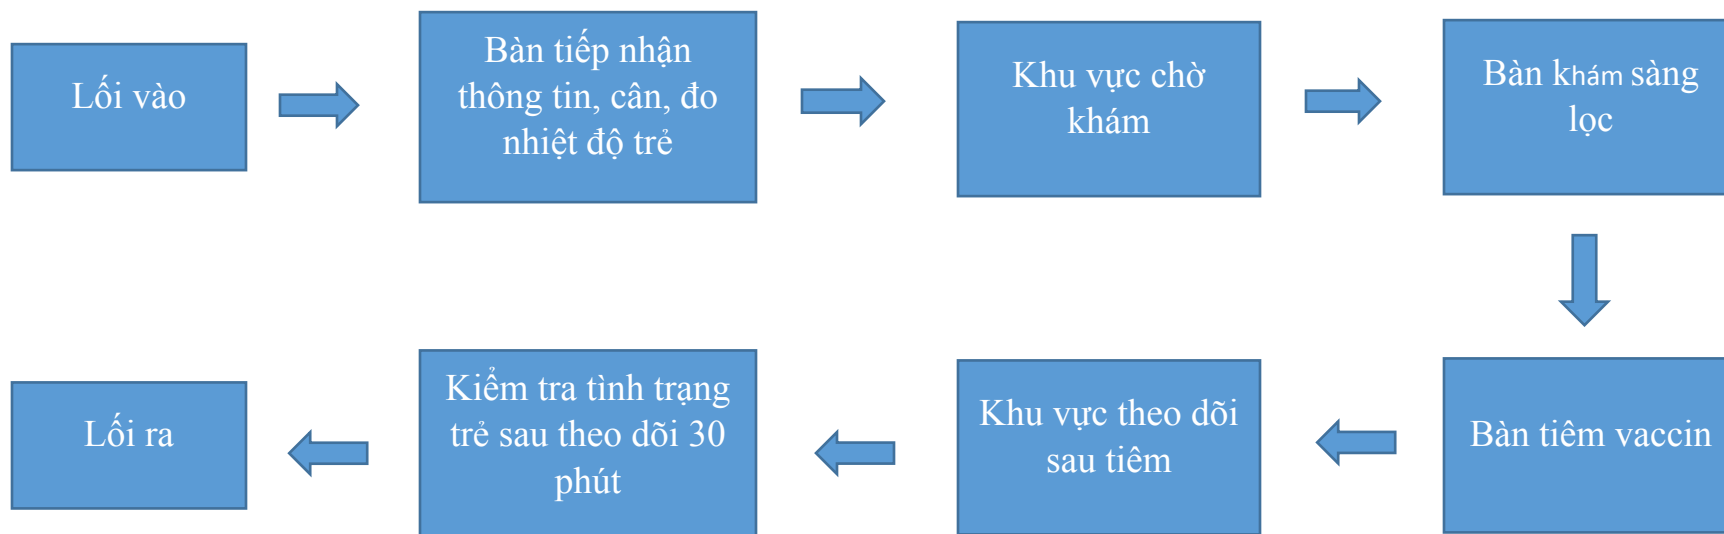 Lối vào
Bàn tiếp nhận
thông tin, cân, đo
nhiệt độ trẻ
Khu vực chờ
khám
Bàn khám sàng
lọc
Bàn tiêm vaccin
Khu vực theo dõi
sau tiêm
Kiểm tra tình trạng
trẻ sau theo dõi 30
phút
Lối ra